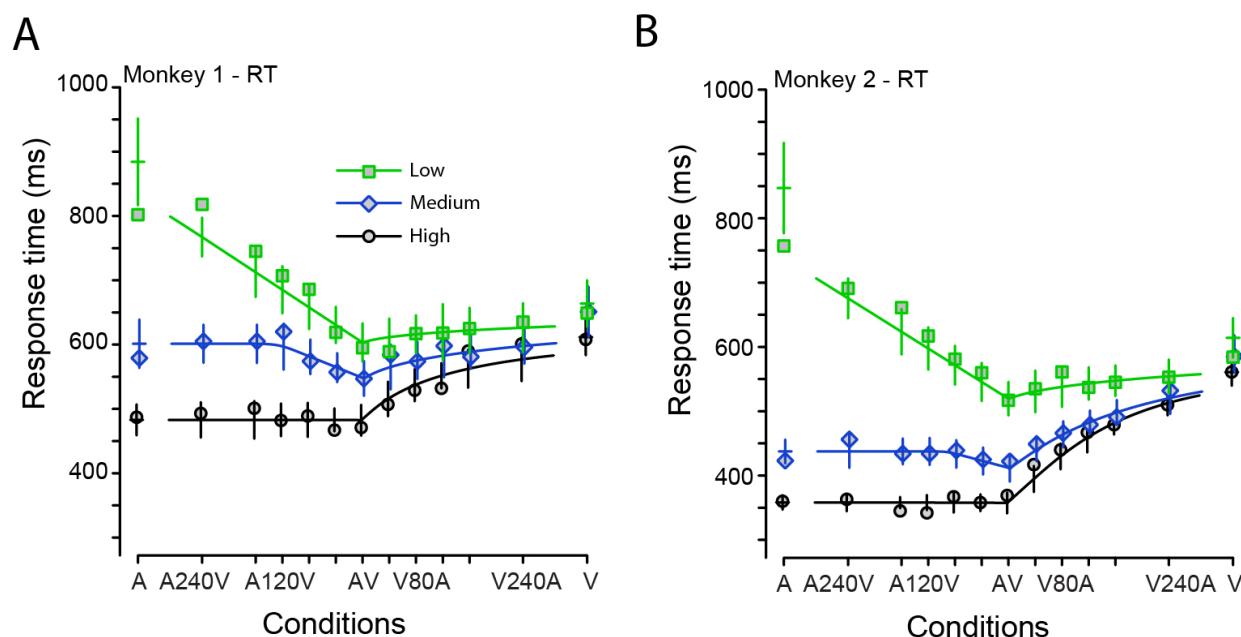 A
Monkey 1 - RT
Response time (ms)
1000
800
600
400
Low
Medium
High
A A240V A120V AV V80A V240A V
Conditions
B
Monkey 2 - RT
Response time (ms)
1000
800
600
400
A A240V A120V AV V80A V240A V
Conditions